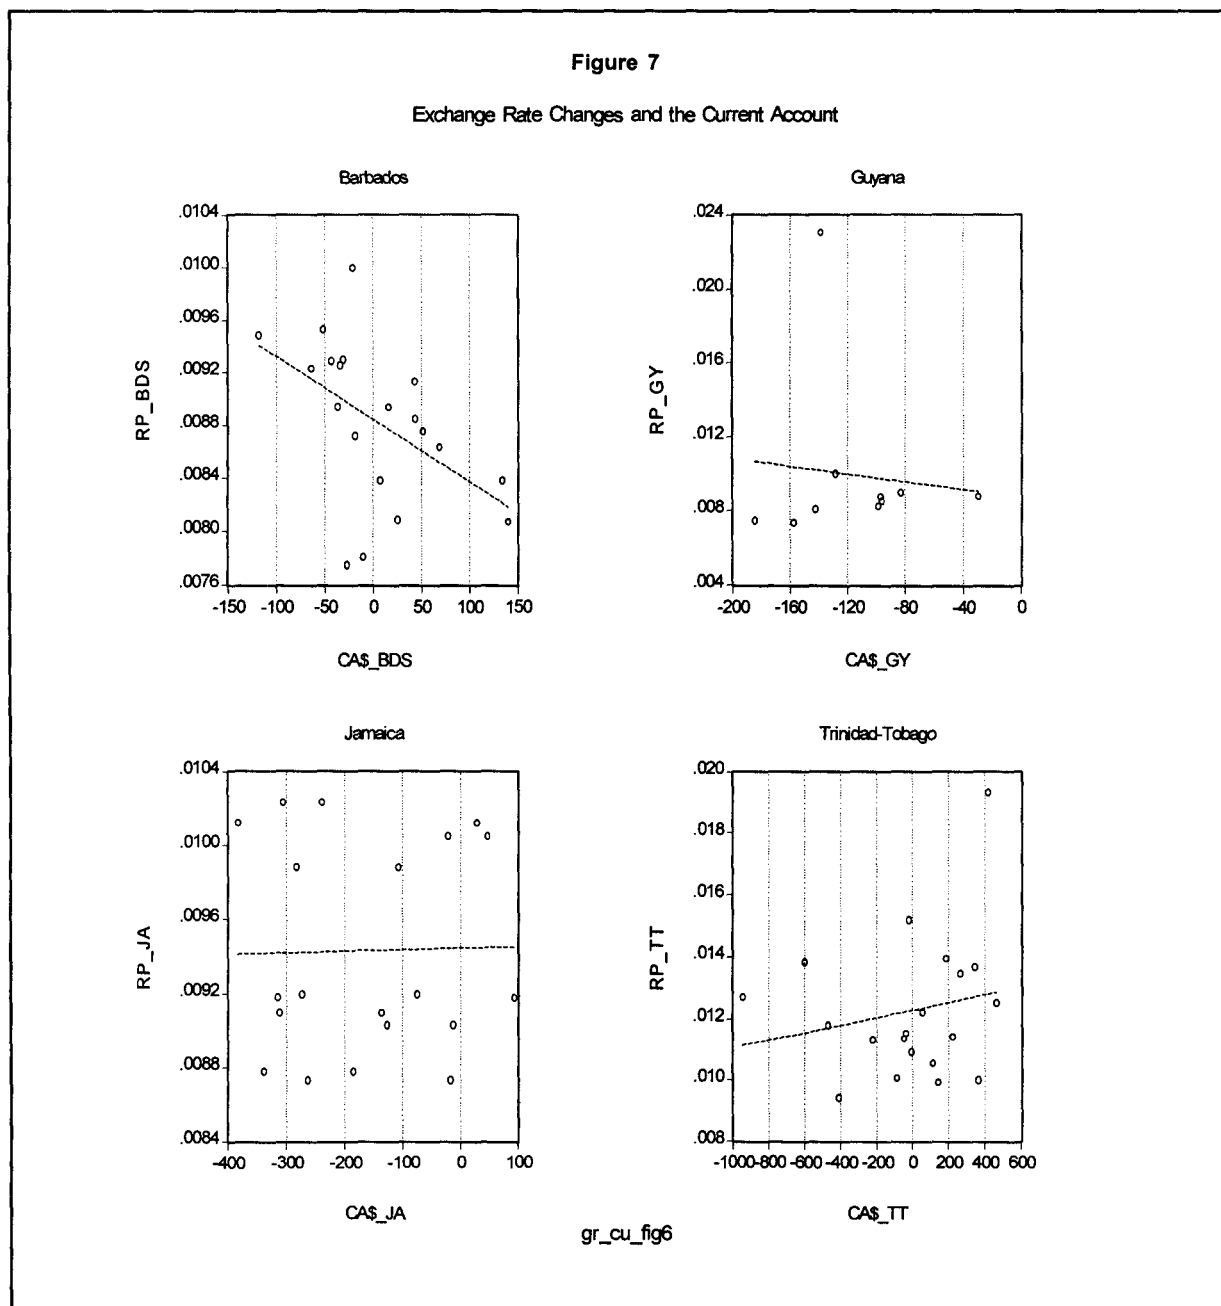 Figure 7
Exchange Rate Changes and the Current Account
Barbados
.0104
.0100
.0096
.0092
.0088
.0084
.0080
.0076
RP_BDS
-150 -100 -50 0 50 100 150
CA$_BDS
Guyana
.024
.020
.016
.012
.008
.004
RP_GY
-200 -160 -120 -80 -40 0
CA$_GY
Jamaica
.0104
.0100
.0096
.0092
.0088
.0084
RP_JA
-400 -300 -200 -100 0 100
CA$_JA
Trinidad-Tobago
.020
.018
.016
.014
.012
.010
.008
RP_TT
-1000-800 -600 -400 -200 0 200 400 600
CA$_TT
gr_cu_fig6